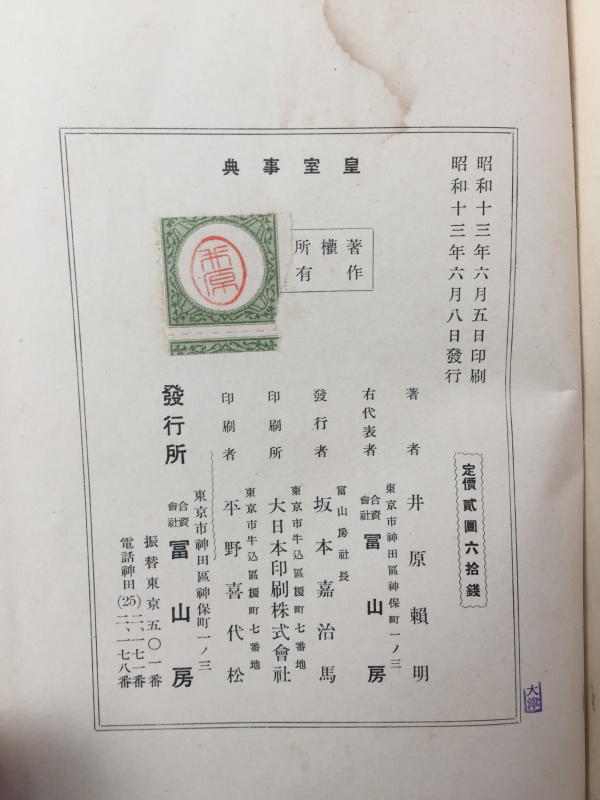 昭和十三年六月五日印刷
昭和十三年六月八日發行
皇室事典
著作
權
所有
定價貳圓六拾錢
著者 井原賴明
東京市神田區神保町一ノ三
右代表者 合資會社 冨山房
冨山房社長
發行者 坂本嘉治馬
東京市牛込區榎町七番地
印刷所 大日本印刷株式會社
東京市牛込區榎町七番地
印刷者 平野喜代松
東京市神田區神保町一ノ三
發行所 合資會社 冨山房
振替東京五〇一番
電話神田(25)二、一七一番
二、一七八番
大津